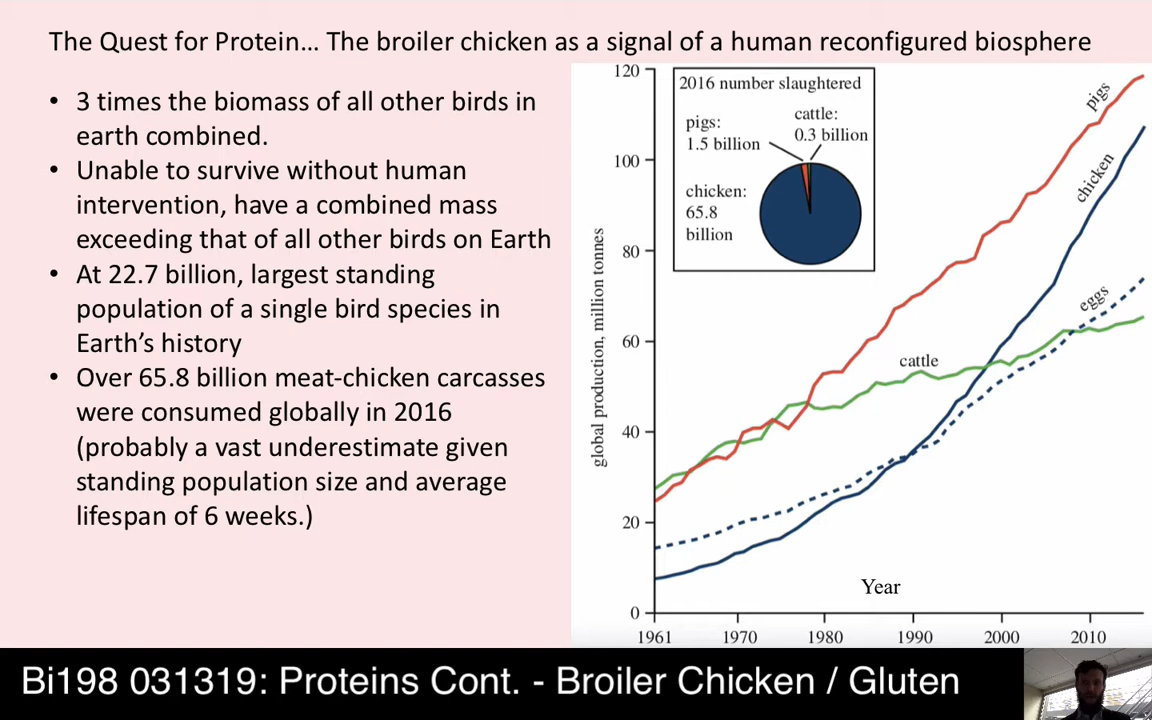 The Quest for Protein... The broiler chicken as a signal of a human reconfigured biosphere
• 3 times the biomass of all other birds in
earth combined.
• Unable to survive without human
intervention, have a combined mass
exceeding that of all other birds on Earth
• At 22.7 billion, largest standing
population of a single bird species in
Earth's history
• Over 65.8 billion meat-chicken carcasses
were consumed globally in 2016
(probably a vast underestimate given
standing population size and average
lifespan of 6 weeks.)
global production, million tonnes
120
100
80
60
40
20
0
2016 number slaughtered
pigs:
1.5 billion
cattle:
0.3 billion
chicken:
65.8
billion
pigs
chicken
eggs
cattle
Year
1961 1970 1980 1990 2000 2010
Bi198 031319: Proteins Cont. - Broiler Chicken / Gluten